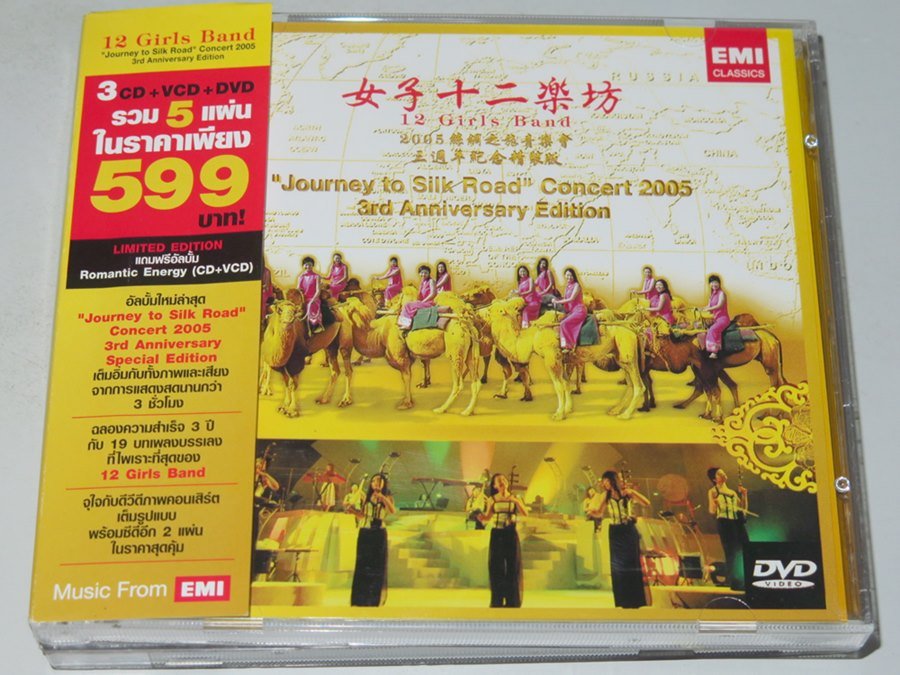 12 Girls Band
"Journey to Silk Road" Concert 2005
3rd Anniversary Edition
3 CD + VCD + DVD
รวม 5 แผ่น
ในราคาเพียง
599
บาท!
LIMITED EDITION
แถมฟรีอัลบั้ม
Romantic Energy (CD+VCD)
อัลบั้มใหม่ล่าสุด
"Journey to Silk Road"
Concert 2005
3rd Anniversary
Special Edition
เต็มอิ่มกับทั้งภาพและเสียง
จากการแสดงสดนานกว่า
3 ชั่วโมง
ฉลองความสำเร็จ 3 ปี
กับ 19 บทเพลงบรรเลง
ที่ไพเราะที่สุดของ
12 Girls Band
จุใจกับดีวีดีภาพคอนเสิร์ต
เต็มรูปแบบ
พร้อมซีดีอีก 2 แผ่น
ในราคาสุดคุ้ม
Music From EMI
EMI
CLASSICS
RUSSIA
CHINA
女子十二樂坊
12 Girls Band
2005絲綢之路音樂會
三週年紀念精裝版
"Journey to Silk Road" Concert 2005
3rd Anniversary Edition
DVD
VIDEO